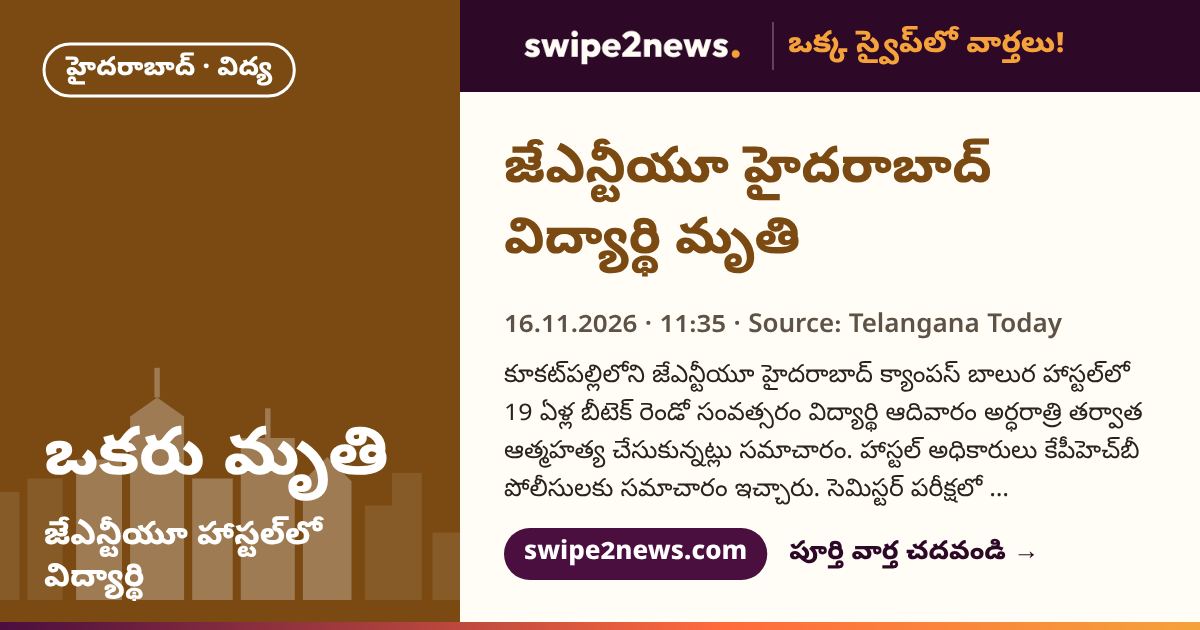 హైదరాబాద్ · విద్య
ఒకరు మృతి
జేఎన్టీయూ హాస్టల్‌లో
విద్యార్థి
swipe2news.
ఒక్క స్వైప్‌లో వార్తలు!
జేఎన్టీయూ హైదరాబాద్
విద్యార్థి మృతి
16.11.2026 · 11:35 · Source: Telangana Today
కూకట్‌పల్లిలోని జేఎన్టీయూ హైదరాబాద్ క్యాంపస్ బాలుర హాస్టల్‌లో
19 ఏళ్ల బీటెక్ రెండో సంవత్సరం విద్యార్థి ఆదివారం అర్ధరాత్రి తర్వాత
ఆత్మహత్య చేసుకున్నట్లు సమాచారం. హాస్టల్ అధికారులు కేపీహెచ్‌బీ
పోలీసులకు సమాచారం ఇచ్చారు. సెమిస్టర్ పరీక్షలో ...
swipe2news.com
పూర్తి వార్త చదవండి →